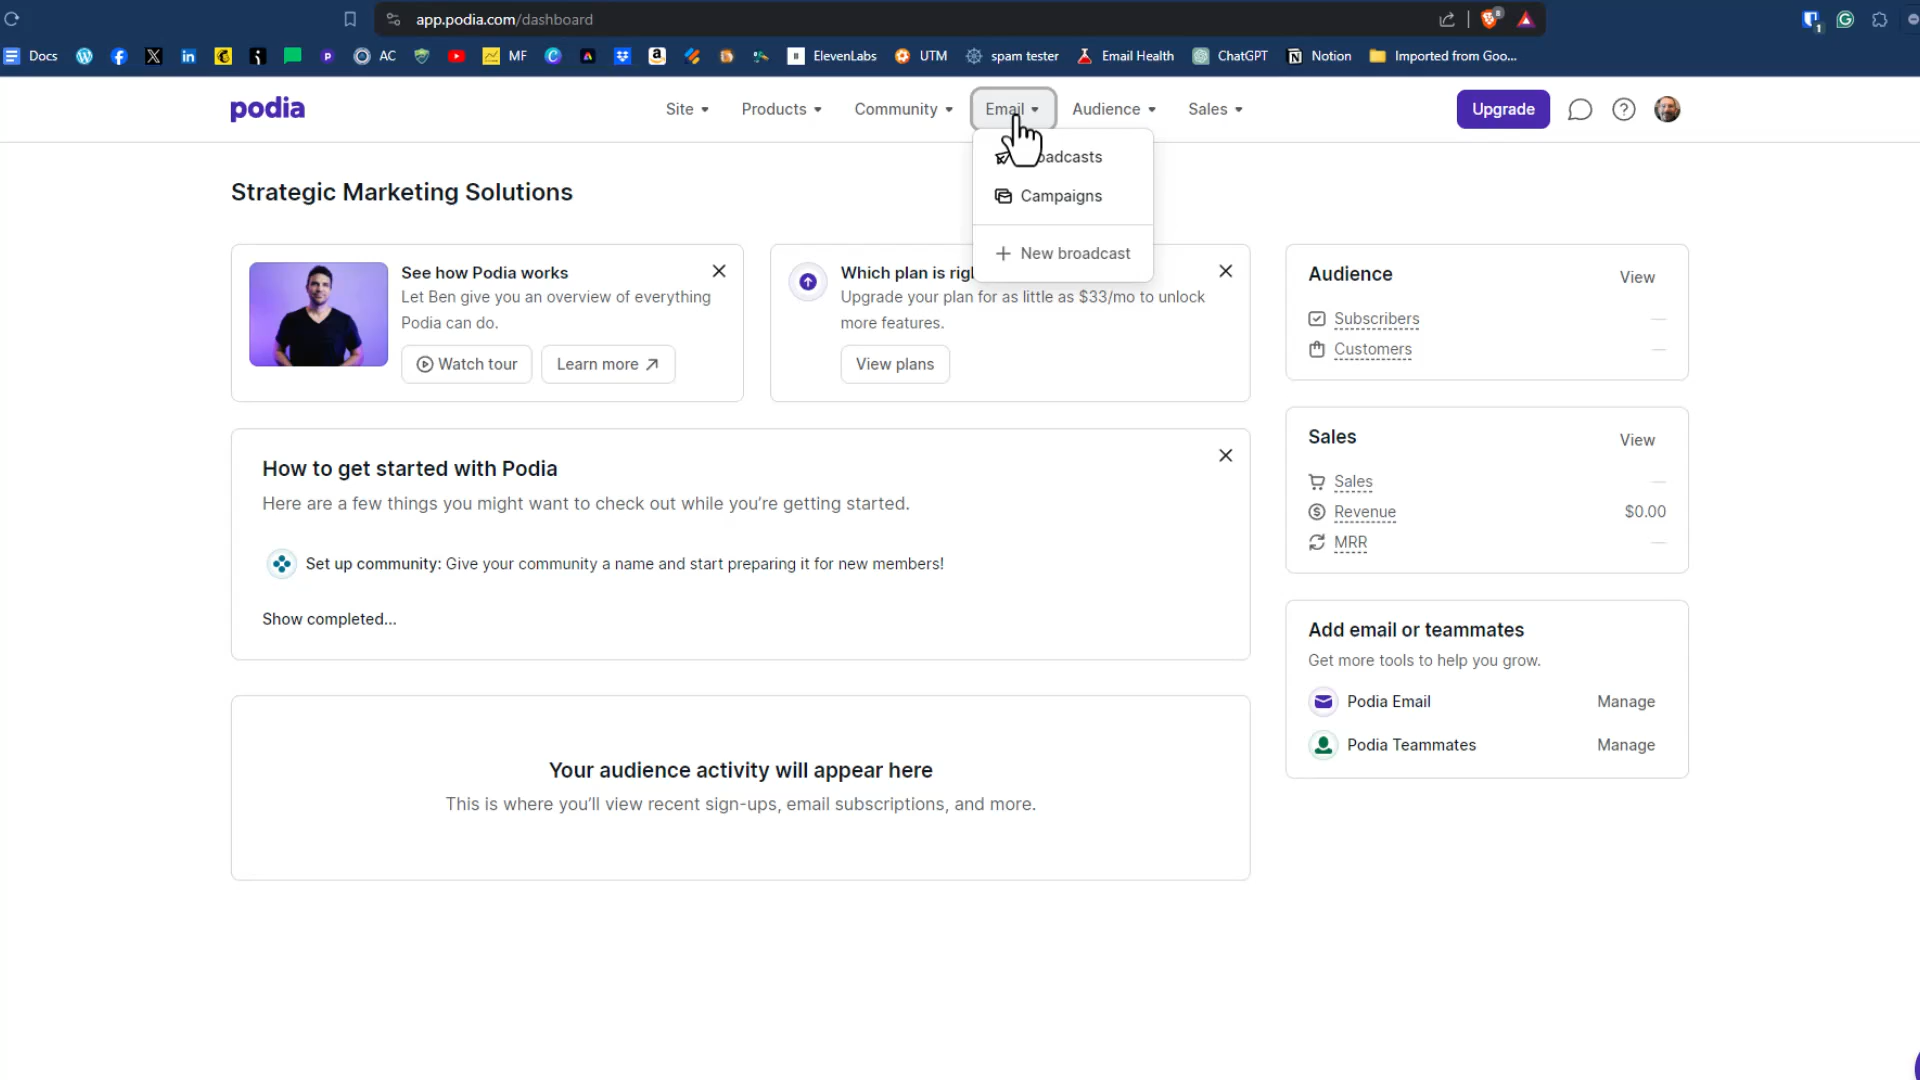 app.podia.com/dashboard
Docs
AC
MF
ElevenLabs
UTM
spam tester
Email Health
ChatGPT
Notion
Imported from Goo...
podia
Site
Products
Community
Email
Audience
Sales
Upgrade
Campaigns
New broadcast
Strategic Marketing Solutions
See how Podia works
Let Ben give you an overview of everything
Podia can do.
Watch tour
Learn more
Which plan is rig
Upgrade your plan for as little as $33/mo to unlock
more features.
View plans
How to get started with Podia
Here are a few things you might want to check out while you're getting started.
Set up community: Give your community a name and start preparing it for new members!
Show completed...
Your audience activity will appear here
This is where you'll view recent sign-ups, email subscriptions, and more.
Audience
View
Subscribers —
Customers —
Sales
View
Sales —
Revenue $0.00
MRR —
Add email or teammates
Get more tools to help you grow.
Podia Email Manage
Podia Teammates Manage